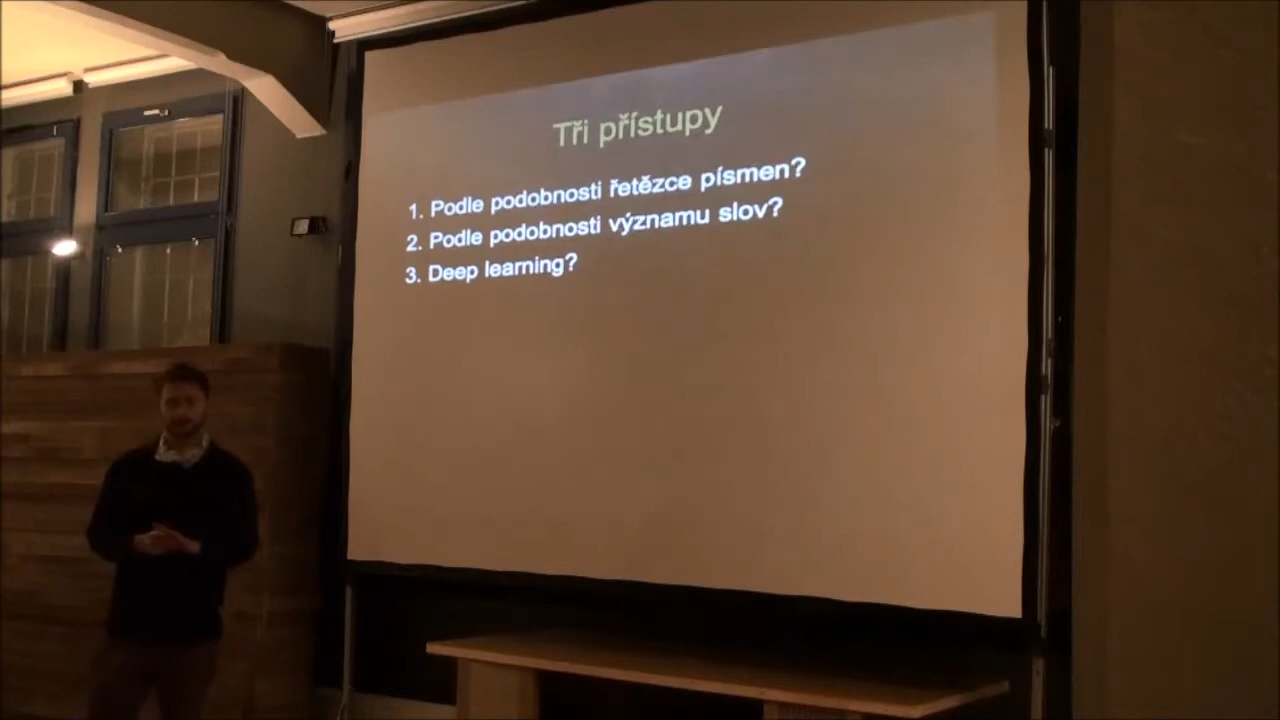 Tři přístupy
1. Podle podobnosti řetězce písmen?
2. Podle podobnosti významu slov?
3. Deep learning?